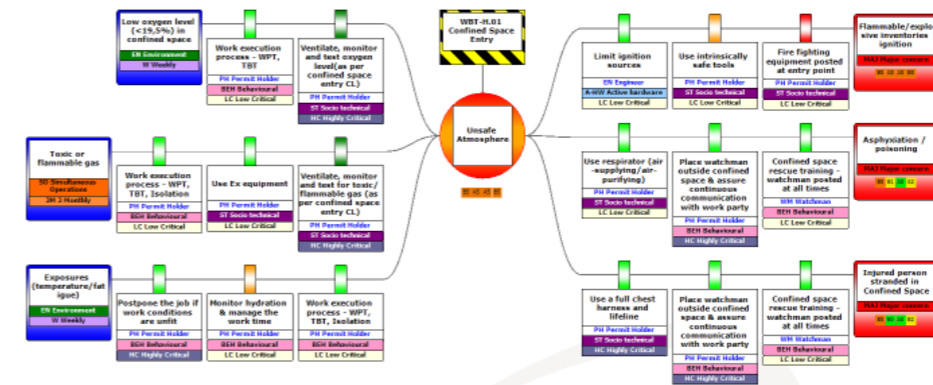 Low oxygen level
(<19,5%) in
confined space
EN Environment
W Weekly
Work execution
process - WPT,
TBT
PH Permit Holder
BEH Behavioural
LC Low Critical
Ventilate, monitor
and test oxygen
level(as per
confined space
entry CL)
PH Permit Holder
ST Socio technical
HC Highly Critical
WBT-H.01
Confined Space
Entry
Unsafe
Atmosphere
Limit ignition
sources
EN Engineer
A-HW Active hardware
LC Low Critical
Use intrinsically
safe tools
PH Permit Holder
ST Socio technical
LC Low Critical
Fire fighting
equipment posted
at entry point
PH Permit Holder
ST Socio technical
LC Low Critical
Flammable/explo
sive inventories
ignition
MAJ Major concern
Toxic or
flammable gas
SO Simultaneous
Operations
3M 3 Monthly
Work execution
process - WPT,
TBT, Isolation
PH Permit Holder
BEH Behavioural
LC Low Critical
Use Ex equipment
PH Permit Holder
ST Socio technical
LC Low Critical
Ventilate, monitor
and test for toxic/
flammable gas (as
per confined space
entry CL)
PH Permit Holder
ST Socio technical
HC Highly Critical
Use respirator (air
-supplying/air-
purifying)
PH Permit Holder
ST Socio technical
LC Low Critical
Place watchman
outside confined
space & assure
continuous
communication
with work party
PH Permit Holder
BEH Behavioural
HC Highly Critical
Confined space
rescue training -
watchman posted
at all times
WM Watchman
BEH Behavioural
LC Low Critical
Asphyxiation /
poisoning
MAJ Major concern
Exposures
(temperature/fat
igue)
EN Environment
W Weekly
Postpone the job if
work conditions
are unfit
PH Permit Holder
BEH Behavioural
HC Highly Critical
Monitor hydration
& manage the
work time
PH Permit Holder
BEH Behavioural
LC Low Critical
Work execution
process - WPT,
TBT, Isolation
PH Permit Holder
BEH Behavioural
LC Low Critical
Use a full chest
harness and
lifeline
PH Permit Holder
ST Socio technical
HC Highly Critical
Place watchman
outside confined
space & assure
continuous
communication
with work party
PH Permit Holder
BEH Behavioural
HC Highly Critical
Confined space
rescue training -
watchman posted
at all times
WM Watchman
BEH Behavioural
LC Low Critical
Injured person
stranded in
Confined Space
MAJ Major concern